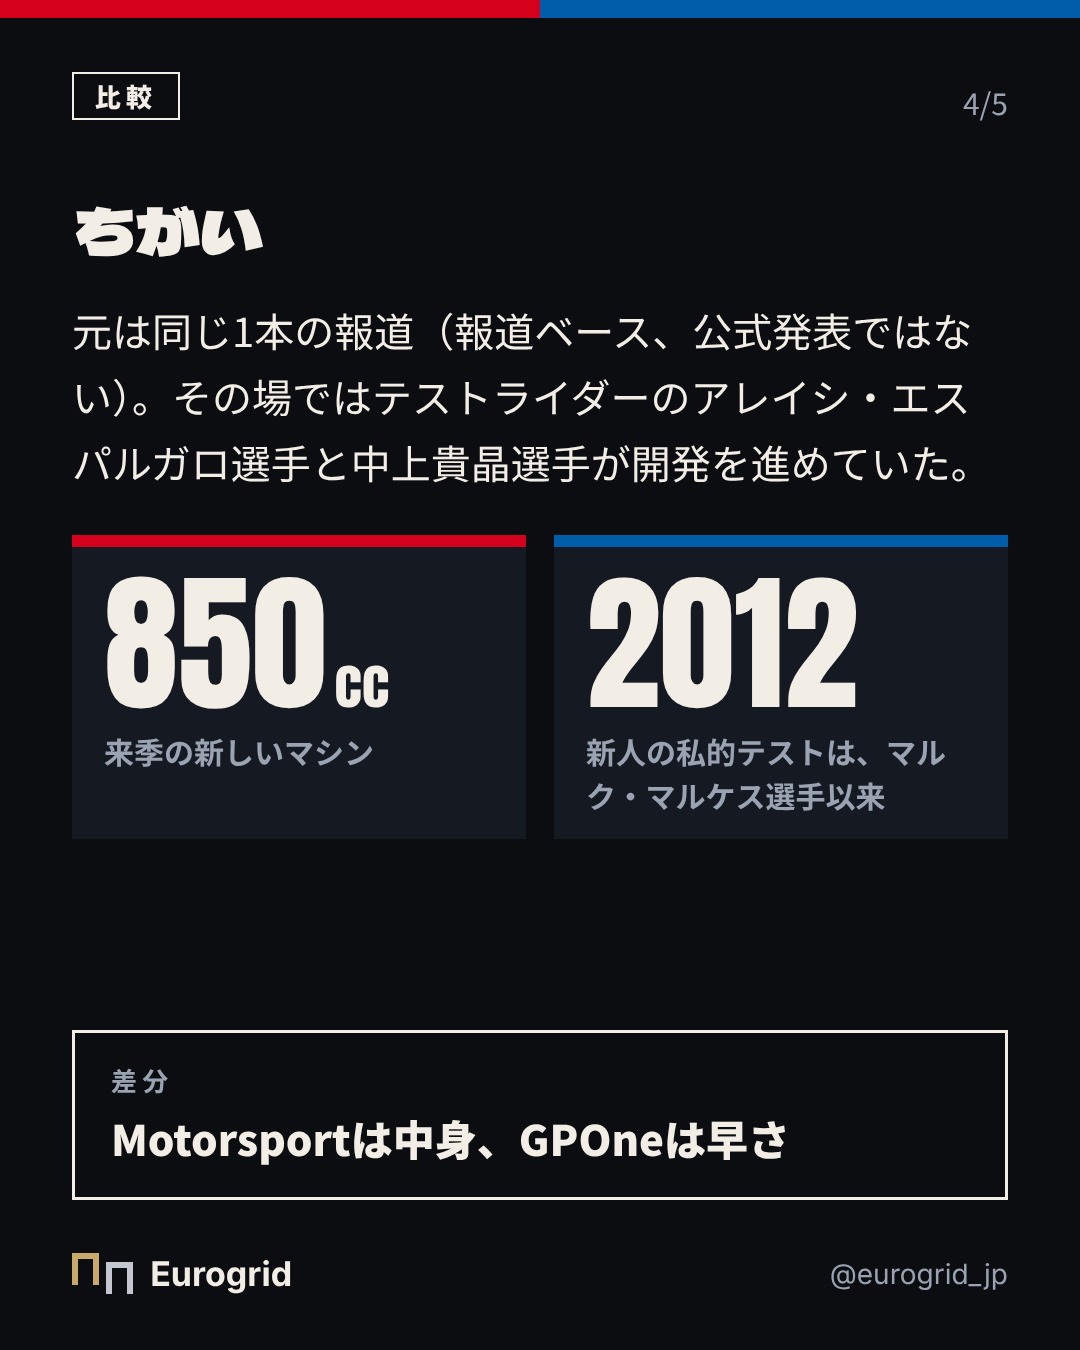 比較
4/5
ちがい
元は同じ1本の報道（報道ベース、公式発表ではな
い）。その場ではテストライダーのアレイシ・エス
パルガロ選手と中上貴晶選手が開発を進めていた。
850cc
来季の新しいマシン
2012
新人の私的テストは、マル
ク・マルケス選手以来
差分
Motorsportは中身、GPOneは早さ
Eurogrid
@eurogrid_jp